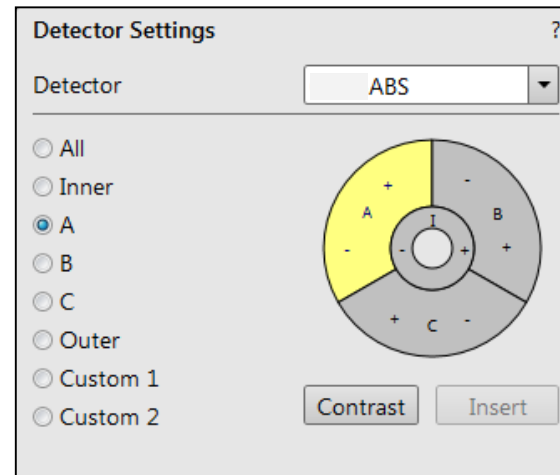 Detector Settings ?
Detector ABS
All
Inner
A
B
C
Outer
Custom 1
Custom 2
+ -
A I B
- - + +
+ C -
Contrast Insert